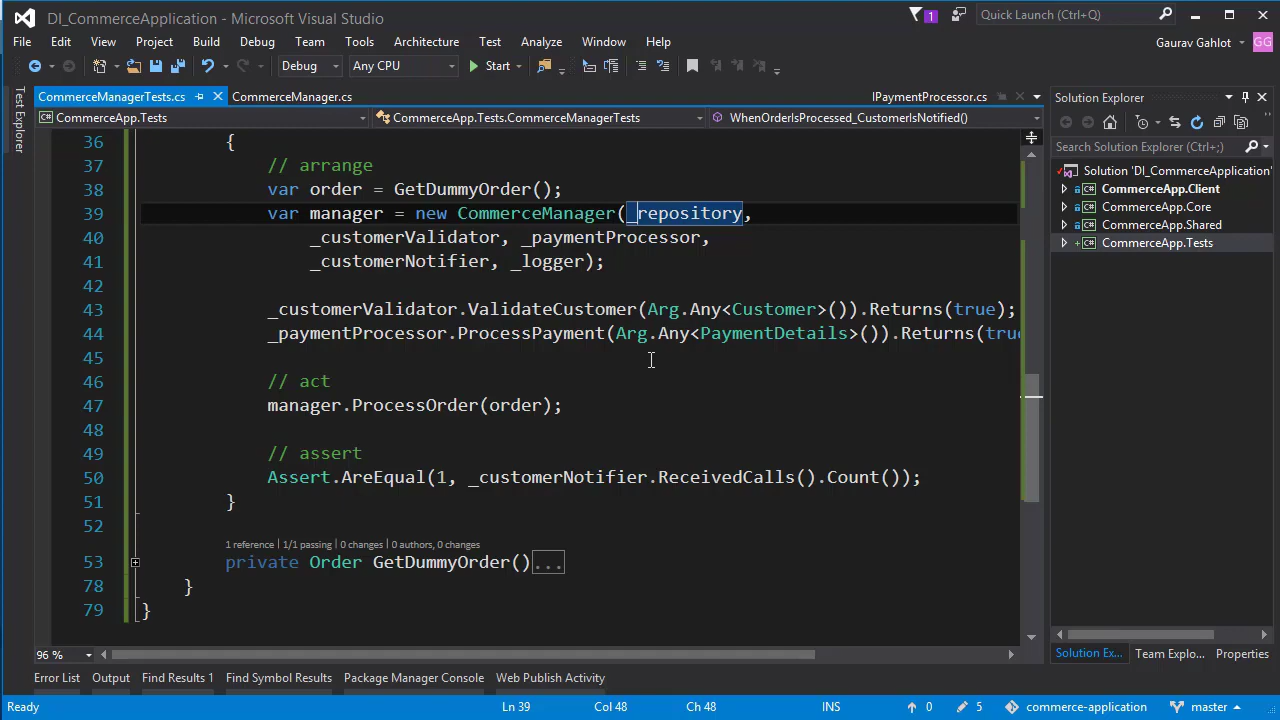 DI_CommerceApplication - Microsoft Visual Studio
1
Quick Launch (Ctrl+Q)
File Edit View Project Build Debug Team Tools Architecture Test Analyze Window Help
Gaurav Gahlot GG
Debug Any CPU Start
Test Explorer
CommerceManagerTests.cs CommerceManager.cs IPaymentProcessor.cs
CommerceApp.Tests CommerceApp.Tests.CommerceManagerTests WhenOrderIsProcessed_CustomerIsNotified()
36 {
37 // arrange
38 var order = GetDummyOrder();
39 var manager = new CommerceManager(_repository,
40 _customerValidator, _paymentProcessor,
41 _customerNotifier, _logger);
42
43 _customerValidator.ValidateCustomer(Arg.Any<Customer>()).Returns(true);
44 _paymentProcessor.ProcessPayment(Arg.Any<PaymentDetails>()).Returns(true
45
46 // act
47 manager.ProcessOrder(order);
48
49 // assert
50 Assert.AreEqual(1, _customerNotifier.ReceivedCalls().Count());
51 }
52
1 reference | 1/1 passing | 0 changes | 0 authors, 0 changes
53 private Order GetDummyOrder()...
78 }
79 }
96 %
Solution Explorer
Search Solution Explorer (Ctrl+;)
Solution 'DI_CommerceApplication'
CommerceApp.Client
CommerceApp.Core
CommerceApp.Shared
CommerceApp.Tests
Solution Ex... Team Explo... Properties
Error List Output Find Results 1 Find Symbol Results Package Manager Console Web Publish Activity
Ready Ln 39 Col 48 Ch 48 INS 0 5 commerce-application master